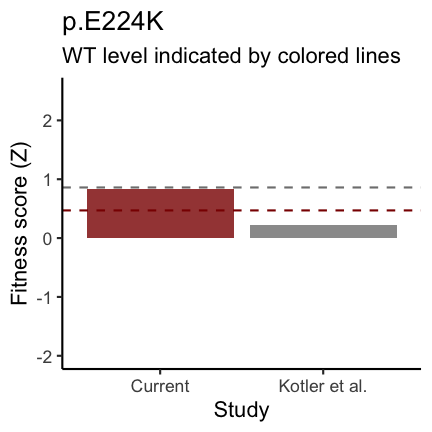 p.E224K
WT level indicated by colored lines
Fitness score (Z)
2
1
0
-1
-2
Current
Kotler et al.
Study